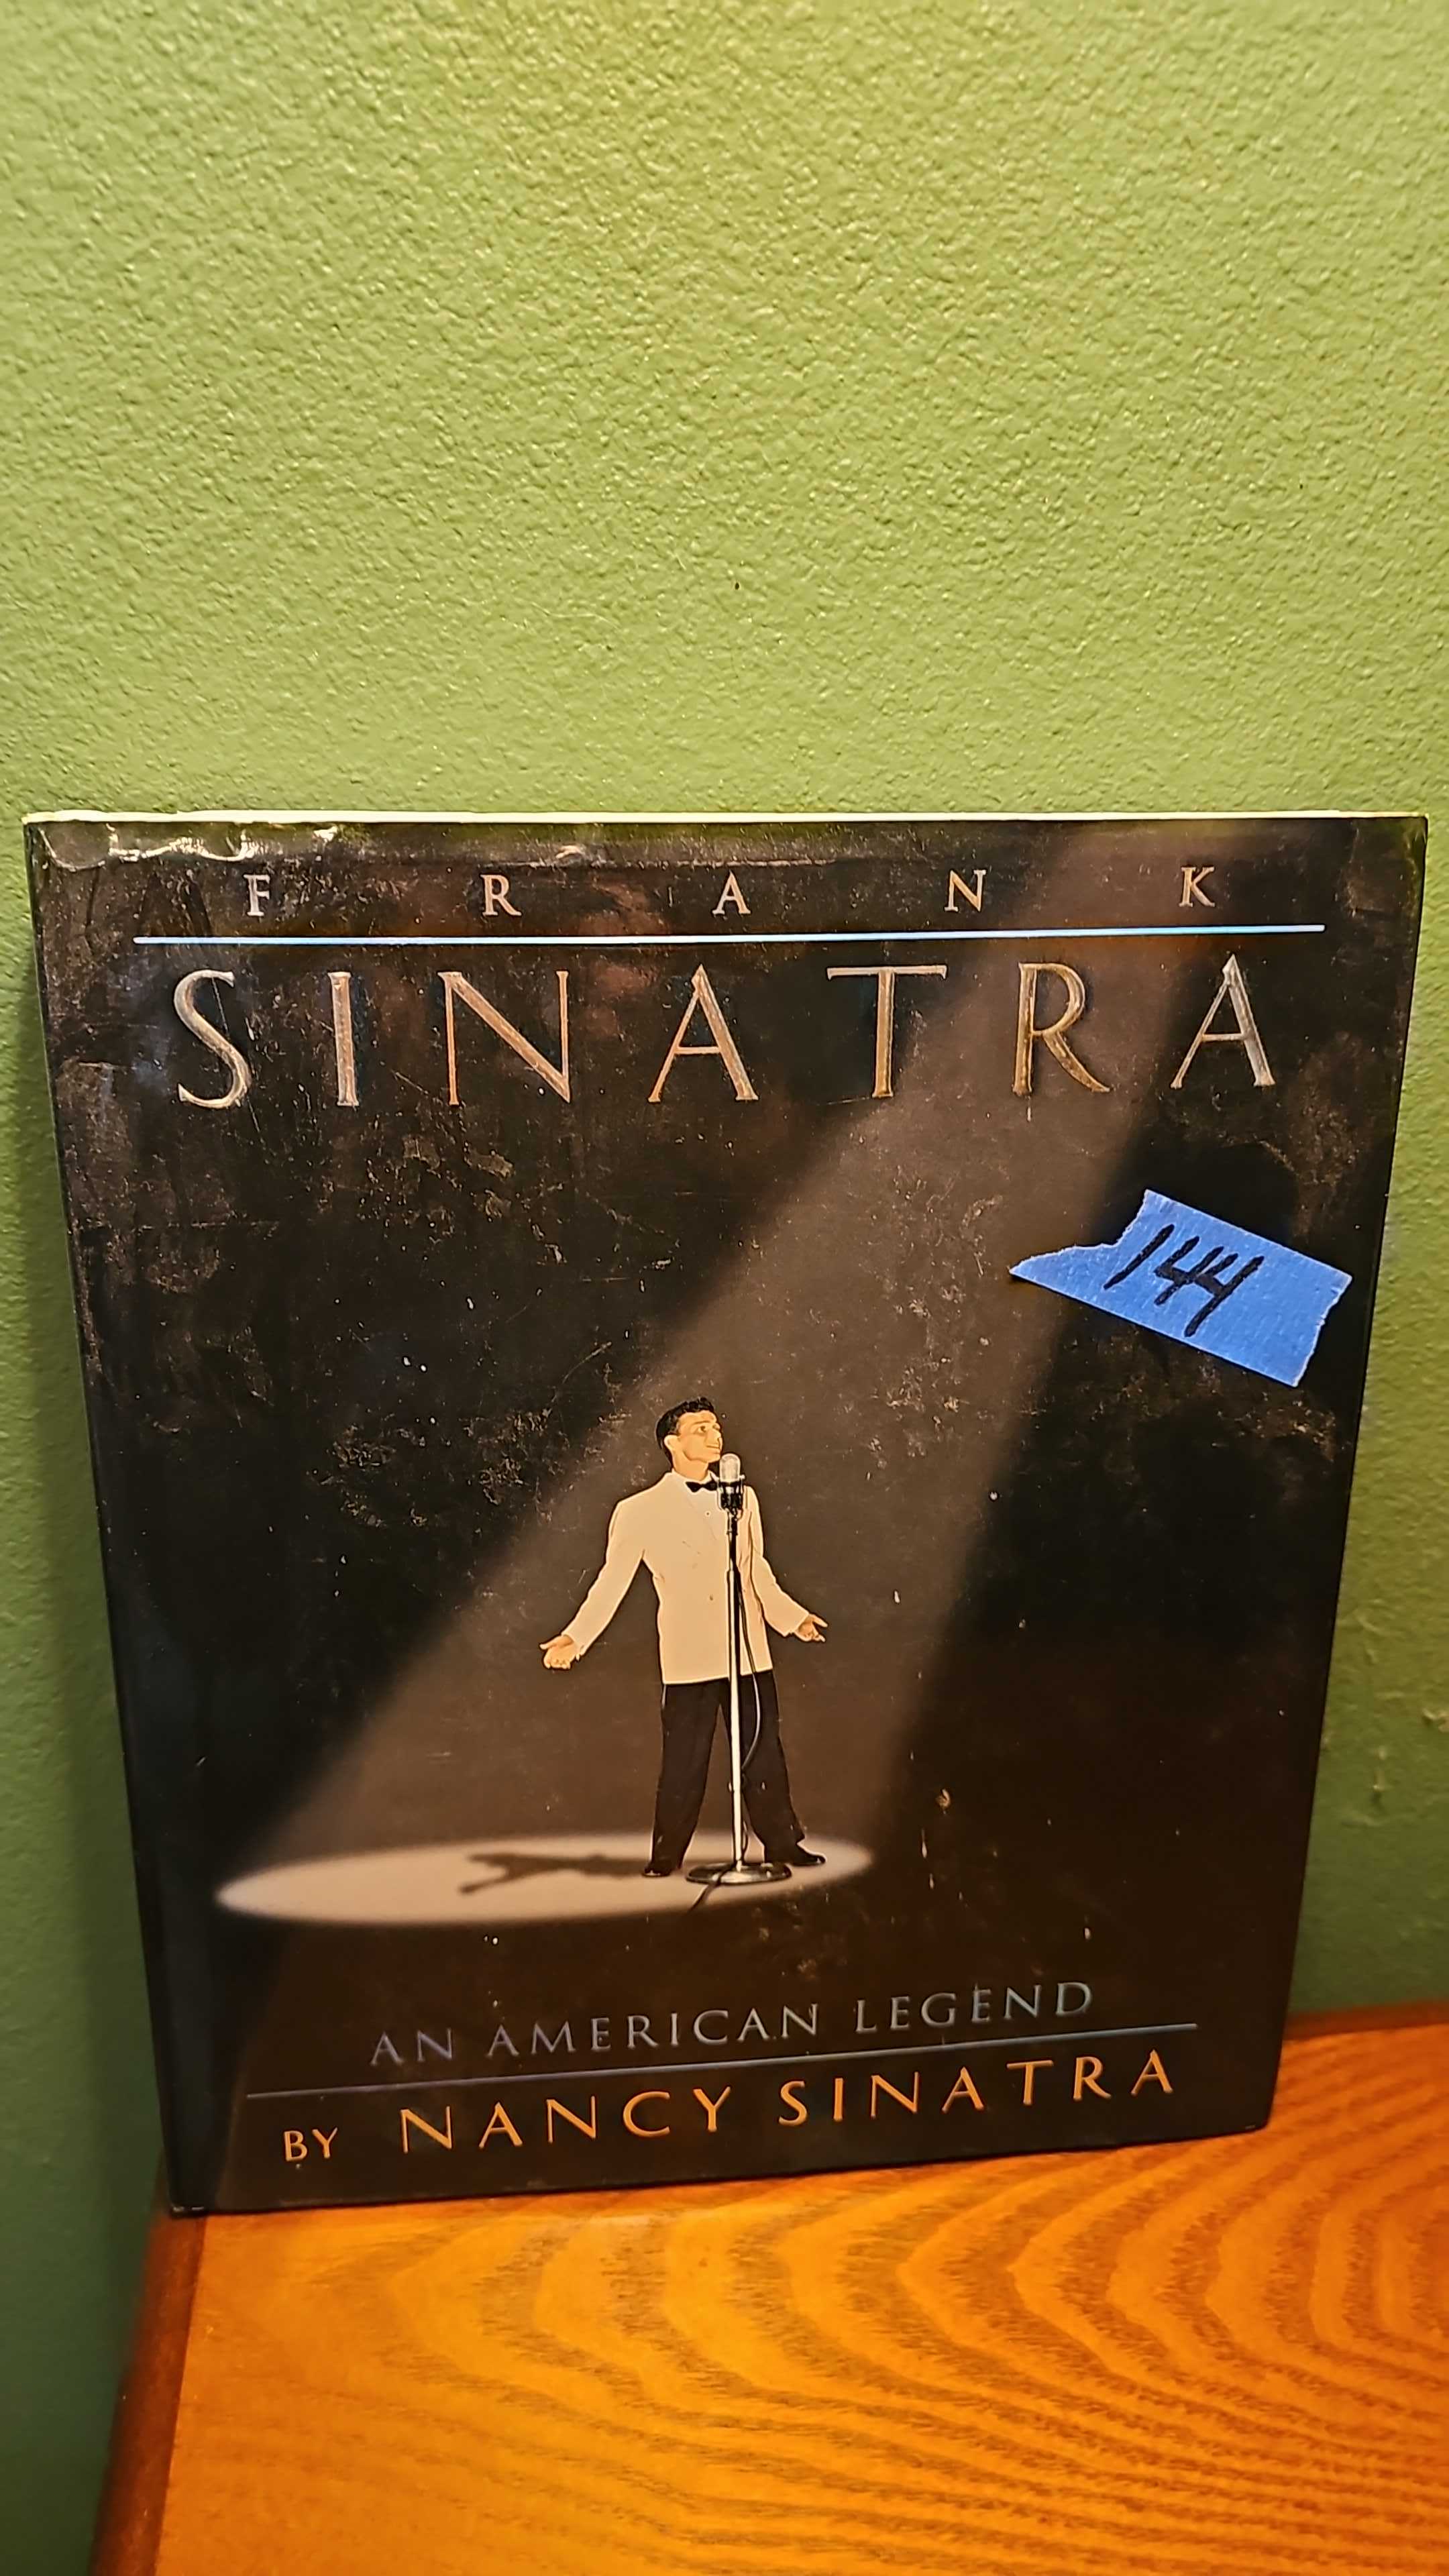 FRANK
SINATRA
144
AN AMERICAN LEGEND
BY NANCY SINATRA